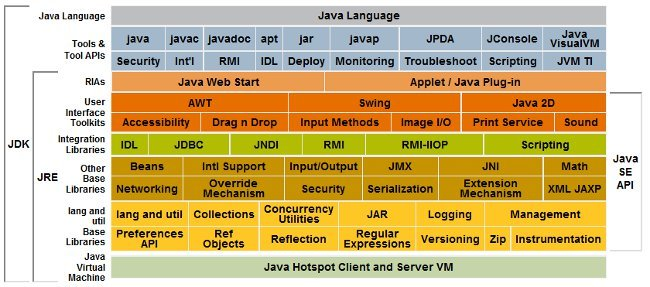 Java Language Java Language
Tools & Tool APIs java javac javadoc apt jar javap JPDA JConsole Java VisualVM
Security Int'l RMI IDL Deploy Monitoring Troubleshoot Scripting JVM TI
RIAs Java Web Start Applet / Java Plug-in
User Interface Toolkits AWT Swing Java 2D
Accessibility Drag n Drop Input Methods Image I/O Print Service Sound
Integration Libraries IDL JDBC JNDI RMI RMI-IIOP Scripting
JDK
JRE
Java SE API
Other Base Libraries Beans Intl Support Input/Output JMX JNI Math
Networking Override Mechanism Security Serialization Extension Mechanism XML JAXP
lang and util Base Libraries lang and util Collections Concurrency Utilities JAR Logging Management
Preferences API Ref Objects Reflection Regular Expressions Versioning Zip Instrumentation
Java Virtual Machine Java Hotspot Client and Server VM